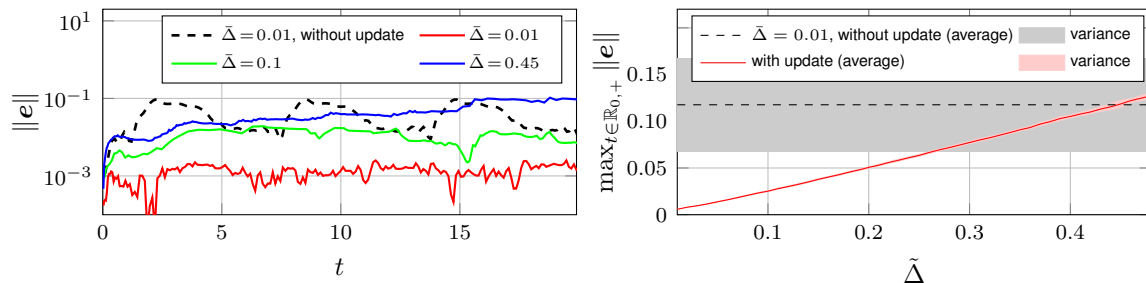 10¹
10⁻¹
10⁻³
‖e‖
Δ̄ = 0.01, without update
Δ̄ = 0.01
Δ̄ = 0.1
Δ̄ = 0.45
0
5
10
15
t
max_{t∈ℝ_{0,+}} ‖e‖
0.15
0.10
0.05
0
Δ̄ = 0.01, without update (average)
variance
with update (average)
variance
0.1
0.2
0.3
0.4
Δ̃